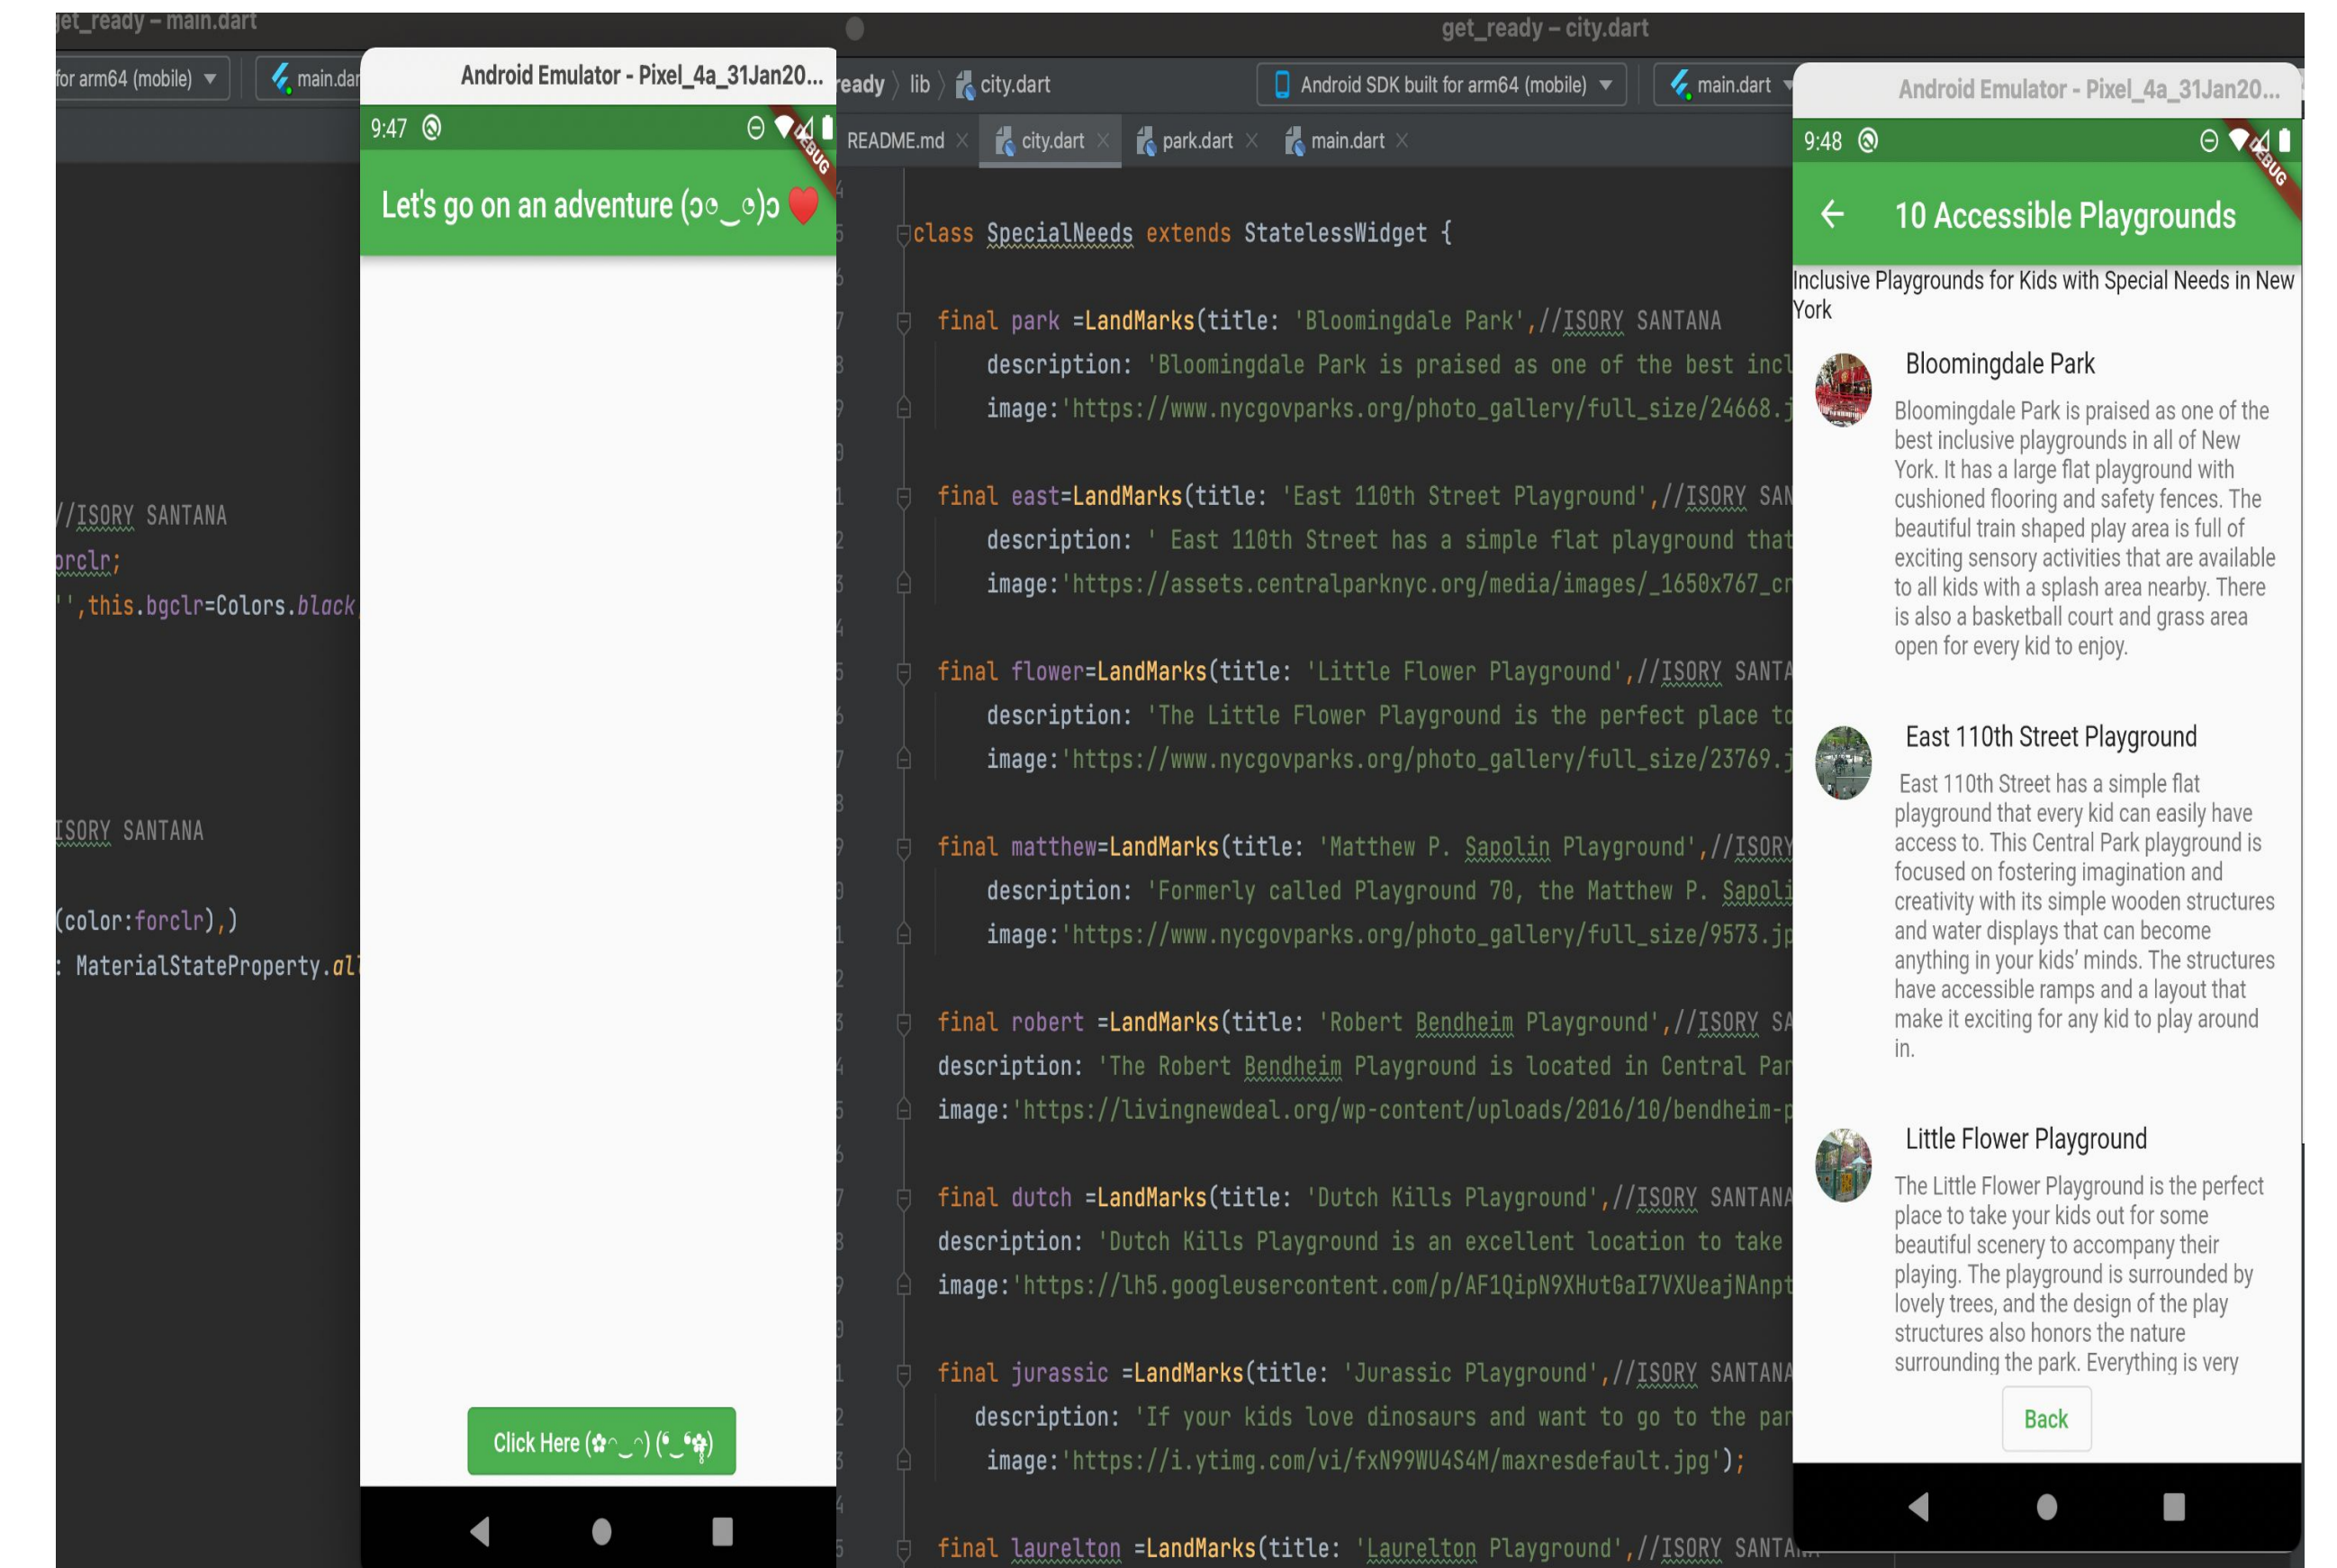 get_ready – main.dart
for arm64 (mobile)
main.dar
//ISORY SANTANA
orclr;
'',this.bgclr=Colors.black
ISORY SANTANA
(color:forclr),)
: MaterialStateProperty.all
Android Emulator - Pixel_4a_31Jan20...
9:47
DEBUG
Let's go on an adventure (ɔ◔‿◔)ɔ ♥
Click Here
get_ready – city.dart
ready
lib
city.dart
Android SDK built for arm64 (mobile)
main.dart
README.md
city.dart
park.dart
main.dart
class SpecialNeeds extends StatelessWidget {
final park =LandMarks(title: 'Bloomingdale Park',//ISORY SANTANA
description: 'Bloomingdale Park is praised as one of the best incl
image:'https://www.nycgovparks.org/photo_gallery/full_size/24668.j
final east=LandMarks(title: 'East 110th Street Playground',//ISORY SAN
description: ' East 110th Street has a simple flat playground that
image:'https://assets.centralparknyc.org/media/images/_1650x767_cr
final flower=LandMarks(title: 'Little Flower Playground',//ISORY SANTA
description: 'The Little Flower Playground is the perfect place to
image:'https://www.nycgovparks.org/photo_gallery/full_size/23769.j
final matthew=LandMarks(title: 'Matthew P. Sapolin Playground',//ISORY
description: 'Formerly called Playground 70, the Matthew P. Sapoli
image:'https://www.nycgovparks.org/photo_gallery/full_size/9573.jp
final robert =LandMarks(title: 'Robert Bendheim Playground',//ISORY SA
description: 'The Robert Bendheim Playground is located in Central Par
image:'https://livingnewdeal.org/wp-content/uploads/2016/10/bendheim-p
final dutch =LandMarks(title: 'Dutch Kills Playground',//ISORY SANTANA
description: 'Dutch Kills Playground is an excellent location to take
image:'https://lh5.googleusercontent.com/p/AF1QipN9XHutGaI7VXUeajNAnpt
final jurassic =LandMarks(title: 'Jurassic Playground',//ISORY SANTANA
description: 'If your kids love dinosaurs and want to go to the par
image:'https://i.ytimg.com/vi/fxN99WU4S4M/maxresdefault.jpg');
final laurelton =LandMarks(title: 'Laurelton Playground',//ISORY SANTA
Android Emulator - Pixel_4a_31Jan20...
9:48
DEBUG
10 Accessible Playgrounds
Inclusive Playgrounds for Kids with Special Needs in New
York
Bloomingdale Park
Bloomingdale Park is praised as one of the
best inclusive playgrounds in all of New
York. It has a large flat playground with
cushioned flooring and safety fences. The
beautiful train shaped play area is full of
exciting sensory activities that are available
to all kids with a splash area nearby. There
is also a basketball court and grass area
open for every kid to enjoy.
East 110th Street Playground
East 110th Street has a simple flat
playground that every kid can easily have
access to. This Central Park playground is
focused on fostering imagination and
creativity with its simple wooden structures
and water displays that can become
anything in your kids’ minds. The structures
have accessible ramps and a layout that
make it exciting for any kid to play around
in.
Little Flower Playground
The Little Flower Playground is the perfect
place to take your kids out for some
beautiful scenery to accompany their
playing. The playground is surrounded by
lovely trees, and the design of the play
structures also honors the nature
surrounding the park. Everything is very
Back